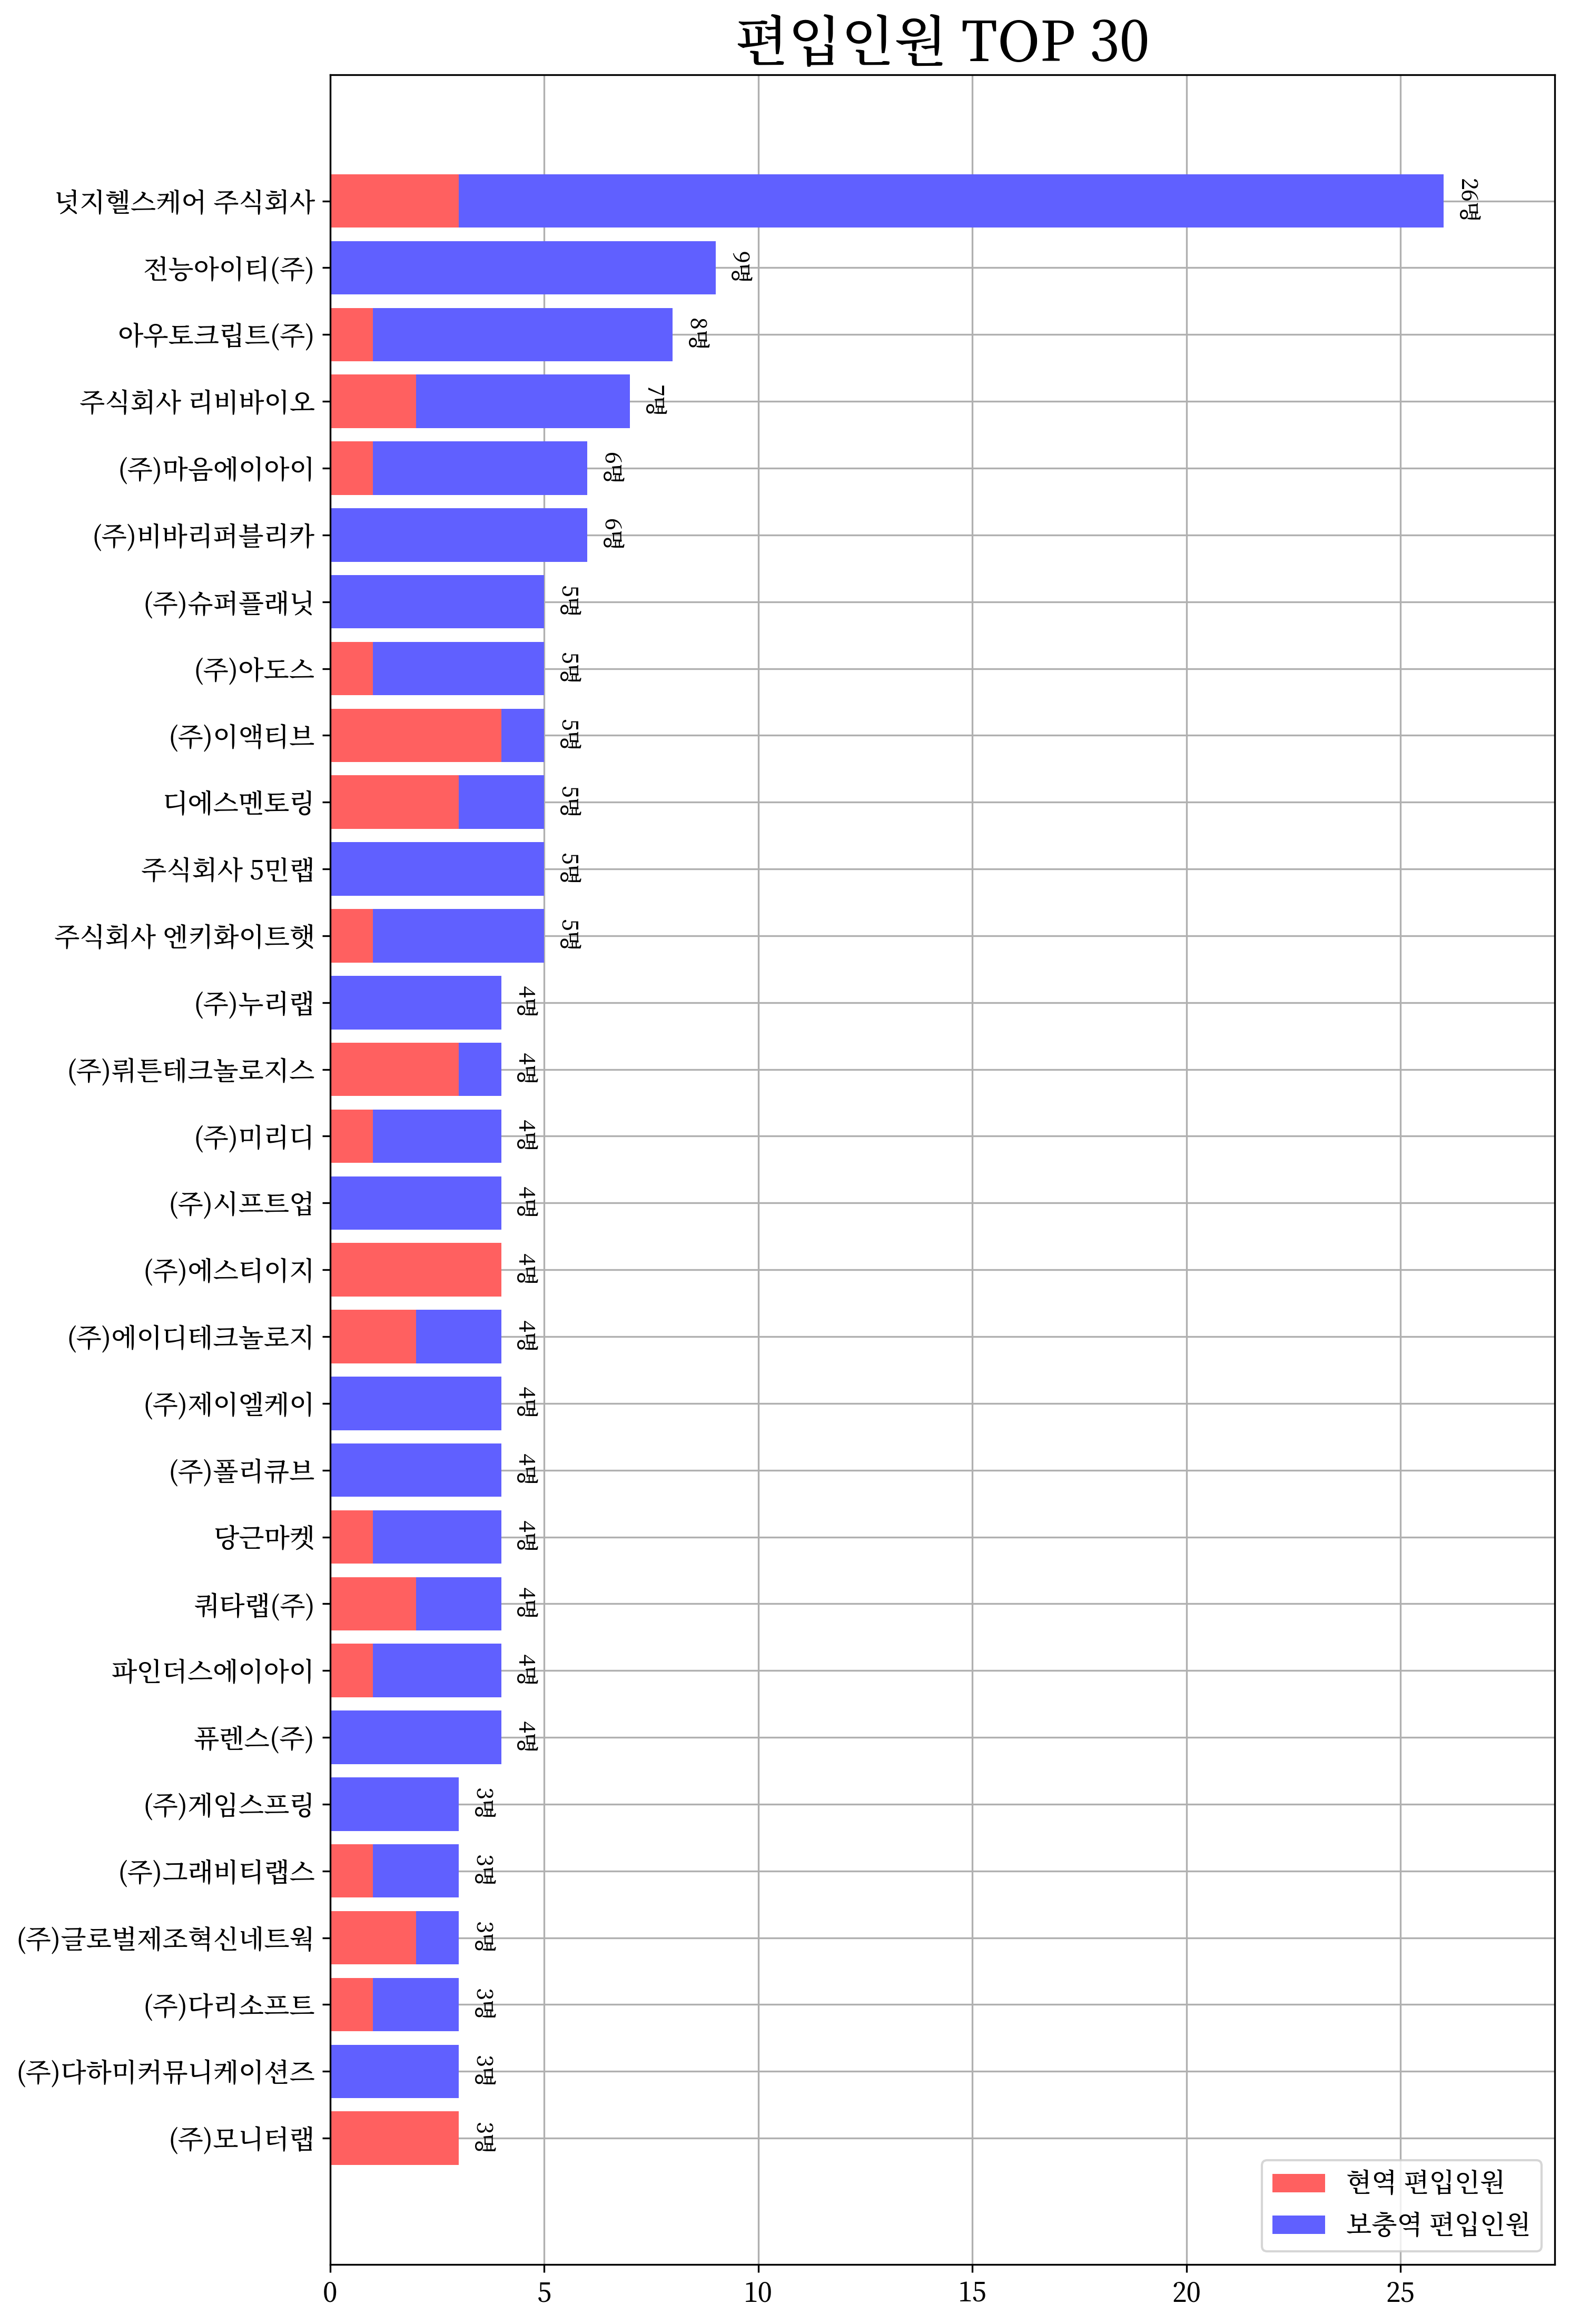 편입인원 TOP 30
넛지헬스케어 주식회사 26명
전능아이티(주) 9명
아우토크립트(주) 8명
주식회사 리비바이오 7명
(주)마음에이아이 6명
(주)비바리퍼블리카 6명
(주)슈퍼플래닛 5명
(주)아도스 5명
(주)이액티브 5명
디에스멘토링 5명
주식회사 5민랩 5명
주식회사 엔키화이트햇 5명
(주)누리랩 4명
(주)뤼튼테크놀로지스 4명
(주)미리디 4명
(주)시프트업 4명
(주)에스티이지 4명
(주)에이디테크놀로지 4명
(주)제이엘케이 4명
(주)폴리큐브 4명
당근마켓 4명
쿼타랩(주) 4명
파인더스에이아이 4명
퓨렌스(주) 4명
(주)게임스프링 3명
(주)그래비티랩스 3명
(주)글로벌제조혁신네트웍 3명
(주)다리소프트 3명
(주)다하미커뮤니케이션즈 3명
(주)모니터랩 3명
현역 편입인원
보충역 편입인원
0 5 10 15 20 25